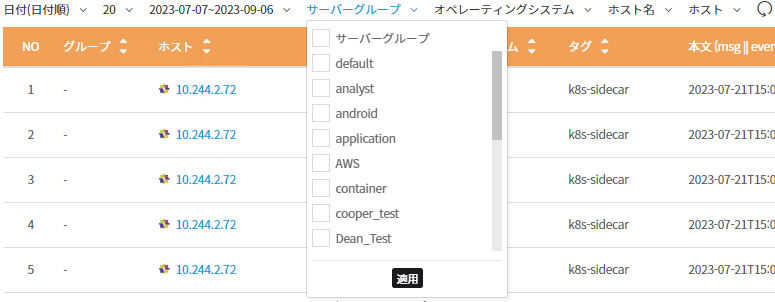 日付(日付順) 20 2023-07-07~2023-09-06 サーバーグループ オペレーティングシステム ホスト名 ホスト
NO グループ ホスト ム タグ 本文 (msg || even
サーバーグループ
default
analyst
android
application
AWS
container
cooper_test
Dean_Test
適用
1 - 10.244.2.72 k8s-sidecar 2023-07-21T15:0
2 - 10.244.2.72 k8s-sidecar 2023-07-21T15:0
3 - 10.244.2.72 k8s-sidecar 2023-07-21T15:0
4 - 10.244.2.72 k8s-sidecar 2023-07-21T15:0
5 - 10.244.2.72 k8s-sidecar 2023-07-21T15:0